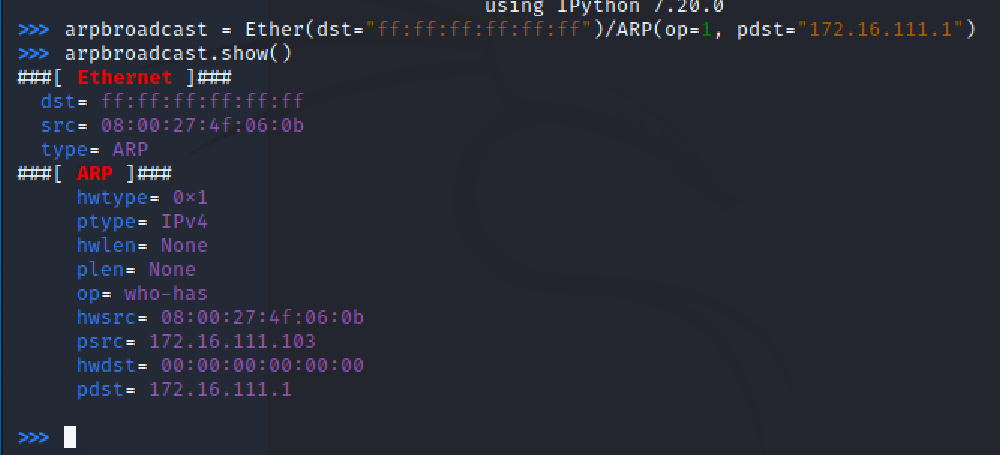 using IPython 7.20.0
>>> arpbroadcast = Ether(dst="ff:ff:ff:ff:ff:ff")/ARP(op=1, pdst="172.16.111.1")
>>> arpbroadcast.show()
###[ Ethernet ]###
  dst= ff:ff:ff:ff:ff:ff
  src= 08:00:27:4f:06:0b
  type= ARP
###[ ARP ]###
     hwtype= 0×1
     ptype= IPv4
     hwlen= None
     plen= None
     op= who-has
     hwsrc= 08:00:27:4f:06:0b
     psrc= 172.16.111.103
     hwdst= 00:00:00:00:00:00
     pdst= 172.16.111.1
>>>